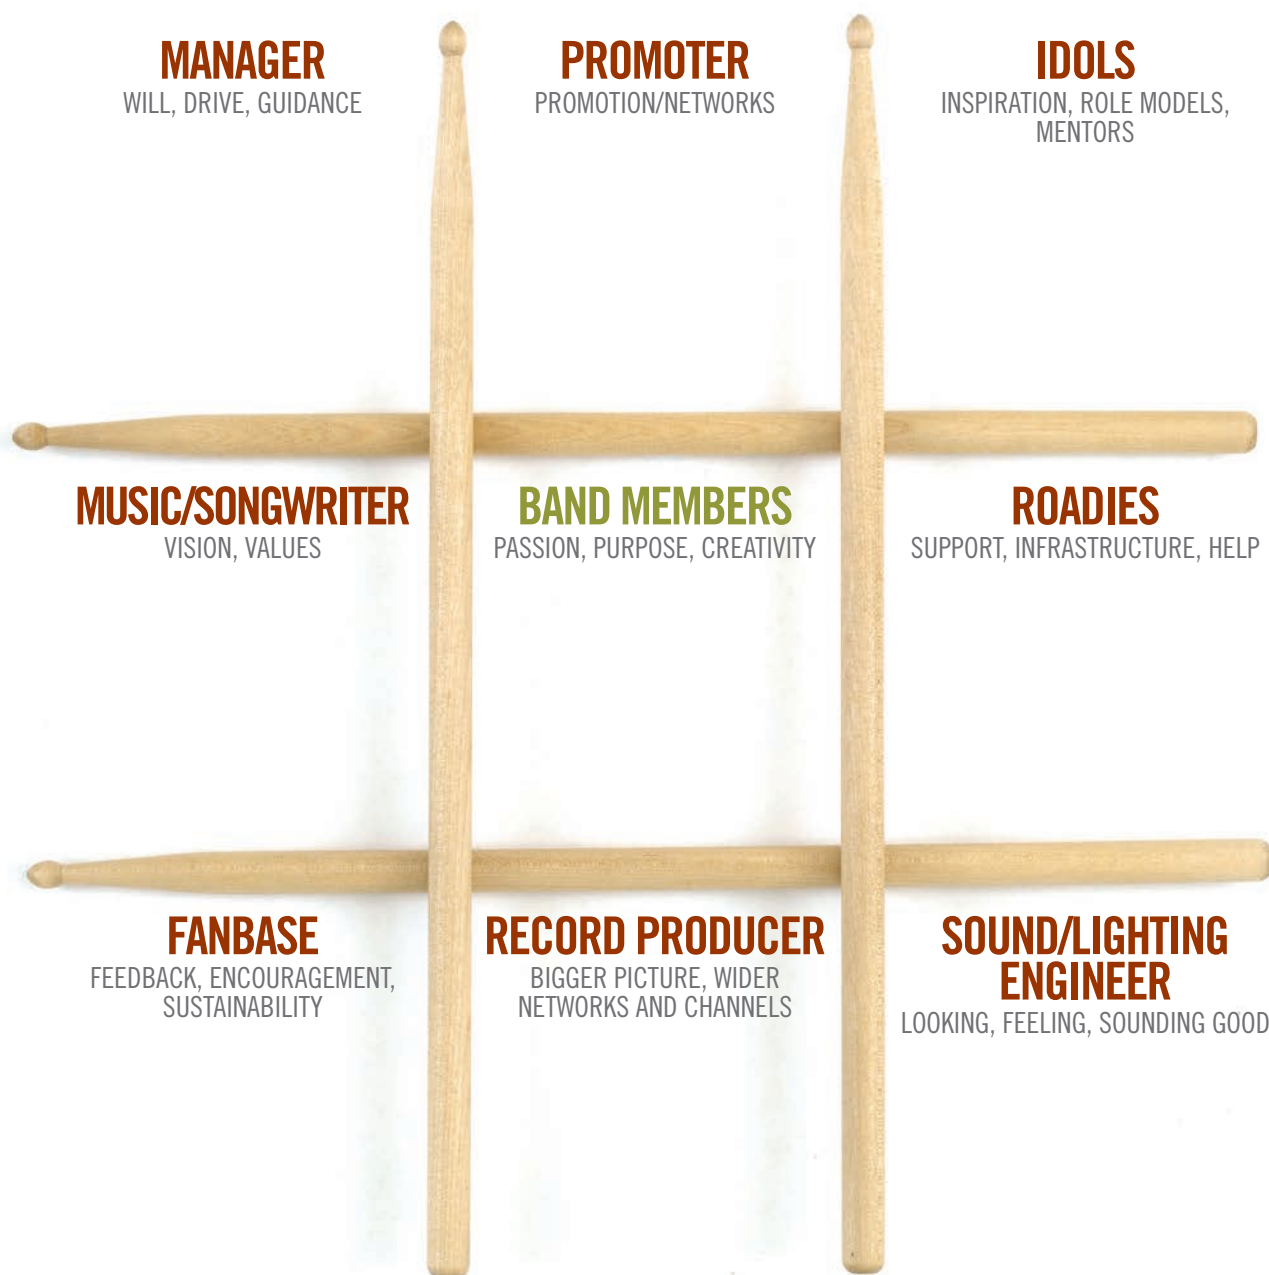 MANAGER
WILL, DRIVE, GUIDANCE
PROMOTER
PROMOTION/NETWORKS
IDOLS
INSPIRATION, ROLE MODELS,
MENTORS
MUSIC/SONGWRITER
VISION, VALUES
BAND MEMBERS
PASSION, PURPOSE, CREATIVITY
ROADIES
SUPPORT, INFRASTRUCTURE, HELP
FANBASE
FEEDBACK, ENCOURAGEMENT,
SUSTAINABILITY
RECORD PRODUCER
BIGGER PICTURE, WIDER
NETWORKS AND CHANNELS
SOUND/LIGHTING
ENGINEER
LOOKING, FEELING, SOUNDING GOOD